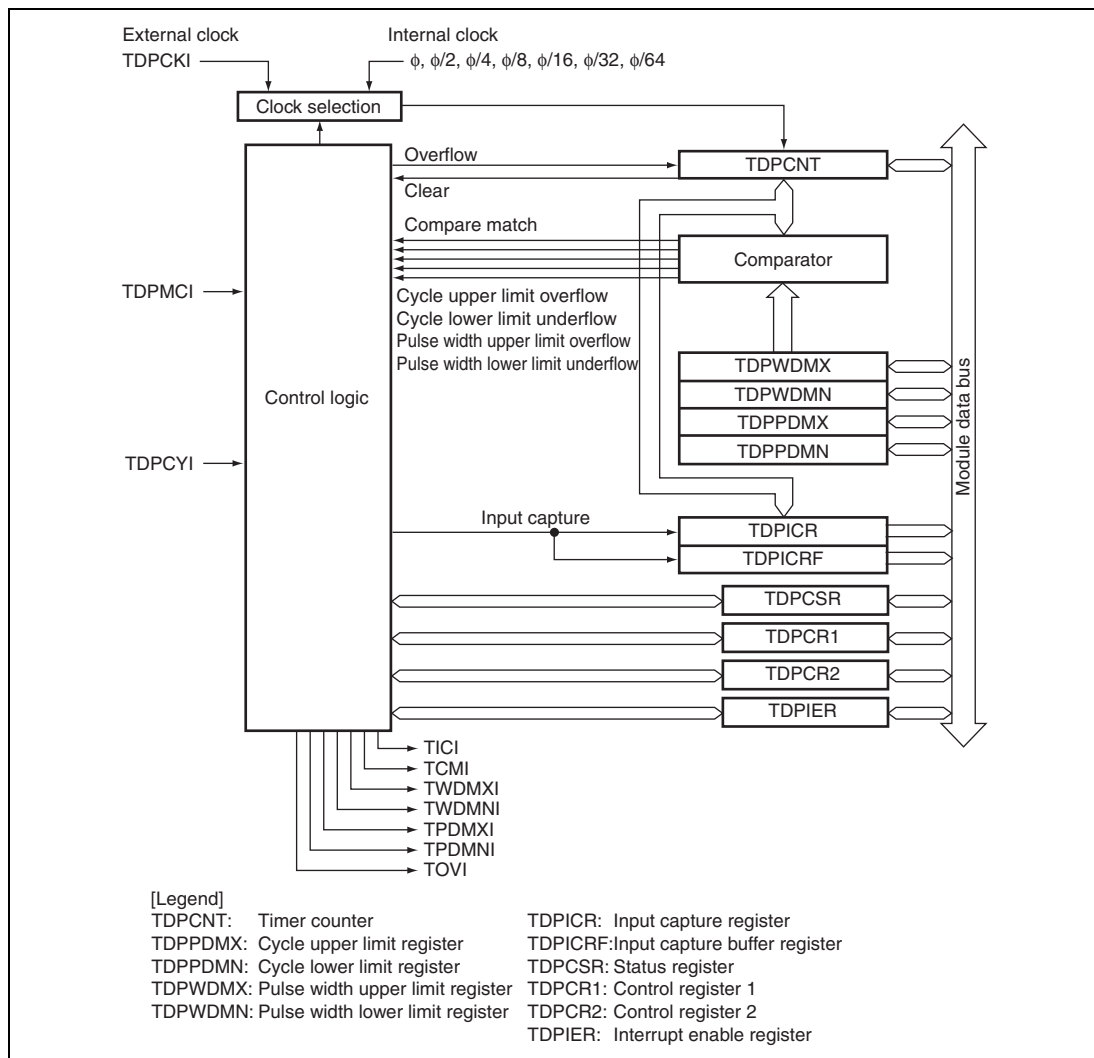 External clock
TDPCKI
Internal clock
ϕ, ϕ/2, ϕ/4, ϕ/8, ϕ/16, ϕ/32, ϕ/64
Clock selection
Overflow
Clear
TDPCNT
Compare match
Comparator
TDPMCI
Cycle upper limit overflow
Cycle lower limit underflow
Pulse width upper limit overflow
Pulse width lower limit underflow
Control logic
TDPWDMX
TDPWDMN
TDPPDMX
TDPPDMN
Module data bus
TDPCYI
Input capture
TDPICR
TDPICRF
TDPCSR
TDPCR1
TDPCR2
TDPIER
TICI
TCMI
TWDMXI
TWDMNI
TPDMXI
TPDMNI
TOVI
[Legend]
TDPCNT: Timer counter
TDPPDMX: Cycle upper limit register
TDPPDMN: Cycle lower limit register
TDPWDMX: Pulse width upper limit register
TDPWDMN: Pulse width lower limit register
TDPICR: Input capture register
TDPICRF:Input capture buffer register
TDPCSR: Status register
TDPCR1: Control register 1
TDPCR2: Control register 2
TDPIER: Interrupt enable register